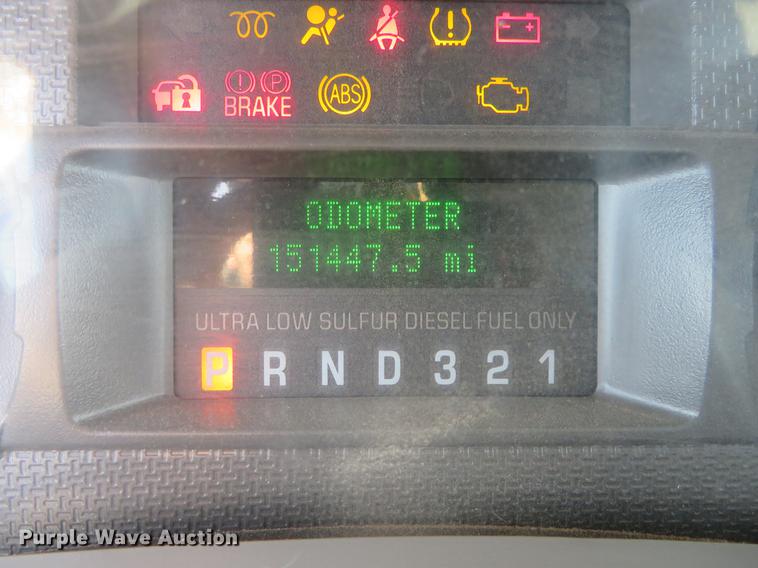 BRAKE
ABS
ODOMETER
151447.5 mi
ULTRA LOW SULFUR DIESEL FUEL ONLY
P R N D 3 2 1
Purple Wave Auction